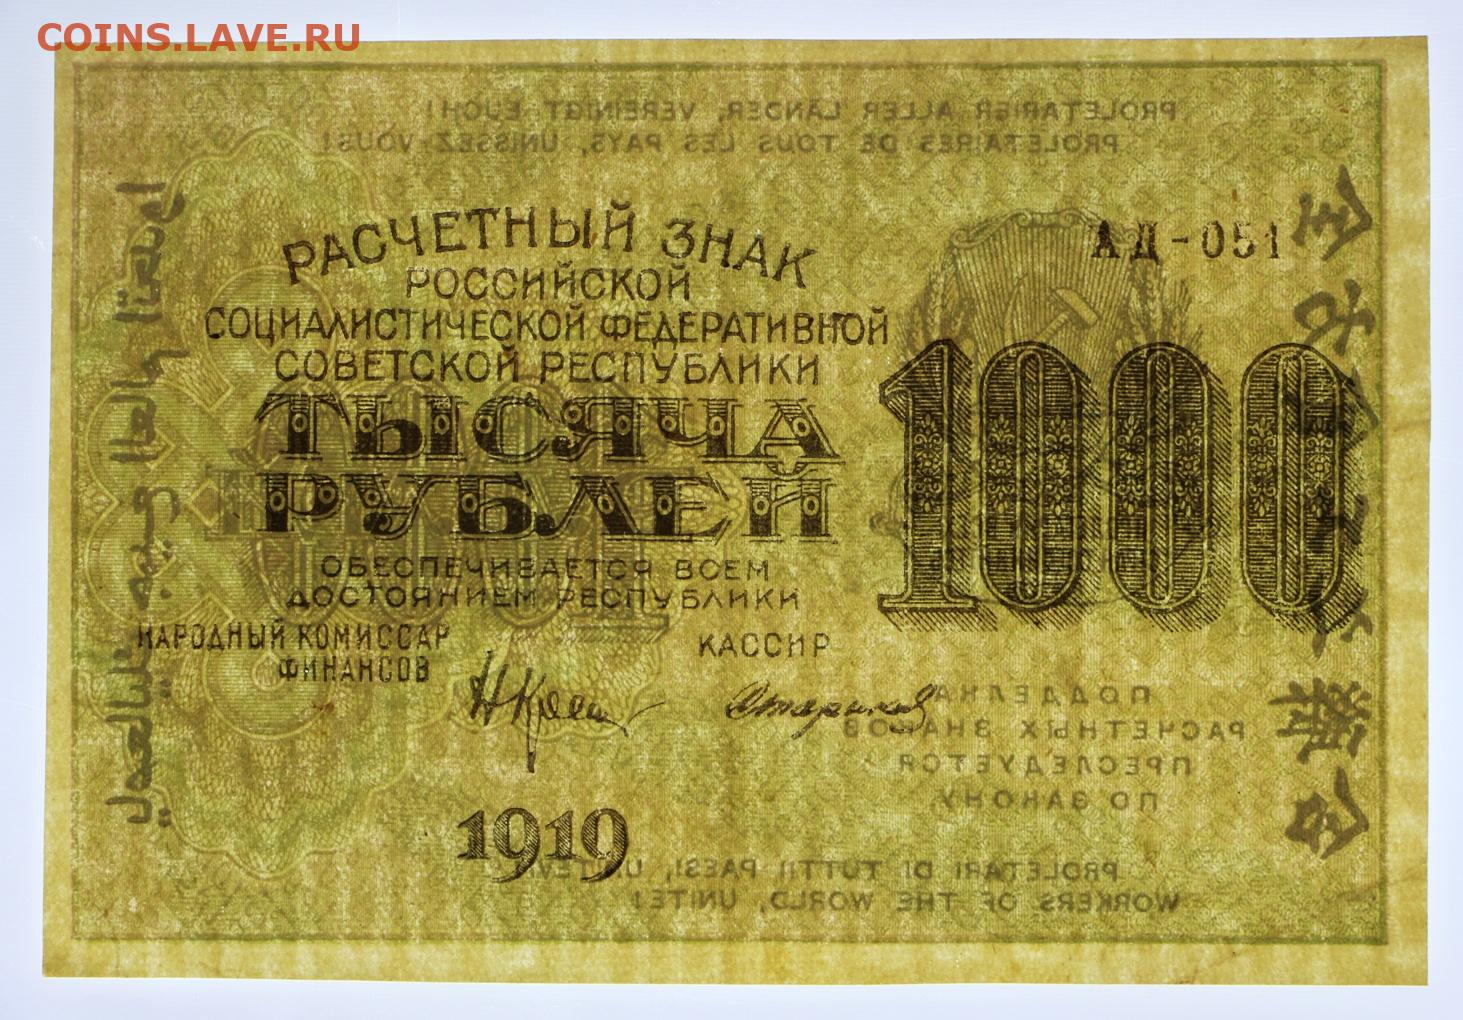 COINS.LAVE.RU
PROLETARIER ALLER LÄNDER, VEREINIGT EUCH!
PROLETAIRES DE TOUS LES PAYS, UNISSEZ-VOUS!
РАСЧЕТНЫЙ ЗНАК
АД-051
РОССИЙСКОЙ
СОЦИАЛИСТИЧЕСКОЙ ФЕДЕРАТИВНОЙ
СОВЕТСКОЙ РЕСПУБЛИКИ
ТЫСЯЧА
РУБЛЕЙ
1000
ОБЕСПЕЧИВАЕТСЯ ВСЕМ
ДОСТОЯНИЕМ РЕСПУБЛИКИ
НАРОДНЫЙ КОМИССАР
ФИНАНСОВ
КАССИР
ПОДДЕЛКА
РАСЧЕТНЫХ ЗНАКОВ
ПРЕСЛЕДУЕТСЯ
ПО ЗАКОНУ
1919
PROLETARI DI TUTTI I PAESI, UNITEVI!
WORKERS OF THE WORLD, UNITE!